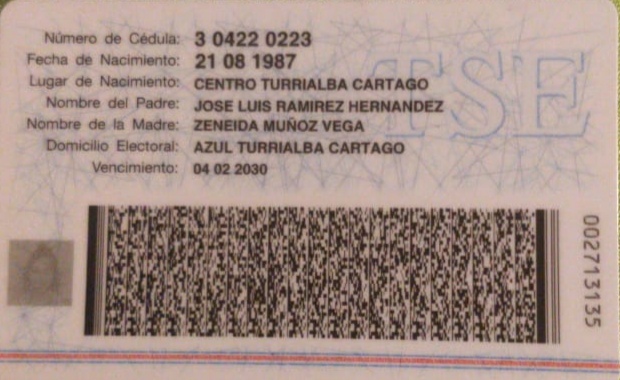 TSE
Número de Cédula: 3 0422 0223
Fecha de Nacimiento: 21 08 1987
Lugar de Nacimiento: CENTRO TURRIALBA CARTAGO
Nombre del Padre: JOSE LUIS RAMIREZ HERNANDEZ
Nombre de la Madre: ZENEIDA MUÑOZ VEGA
Domicilio Electoral: AZUL TURRIALBA CARTAGO
Vencimiento: 04 02 2030
002713135